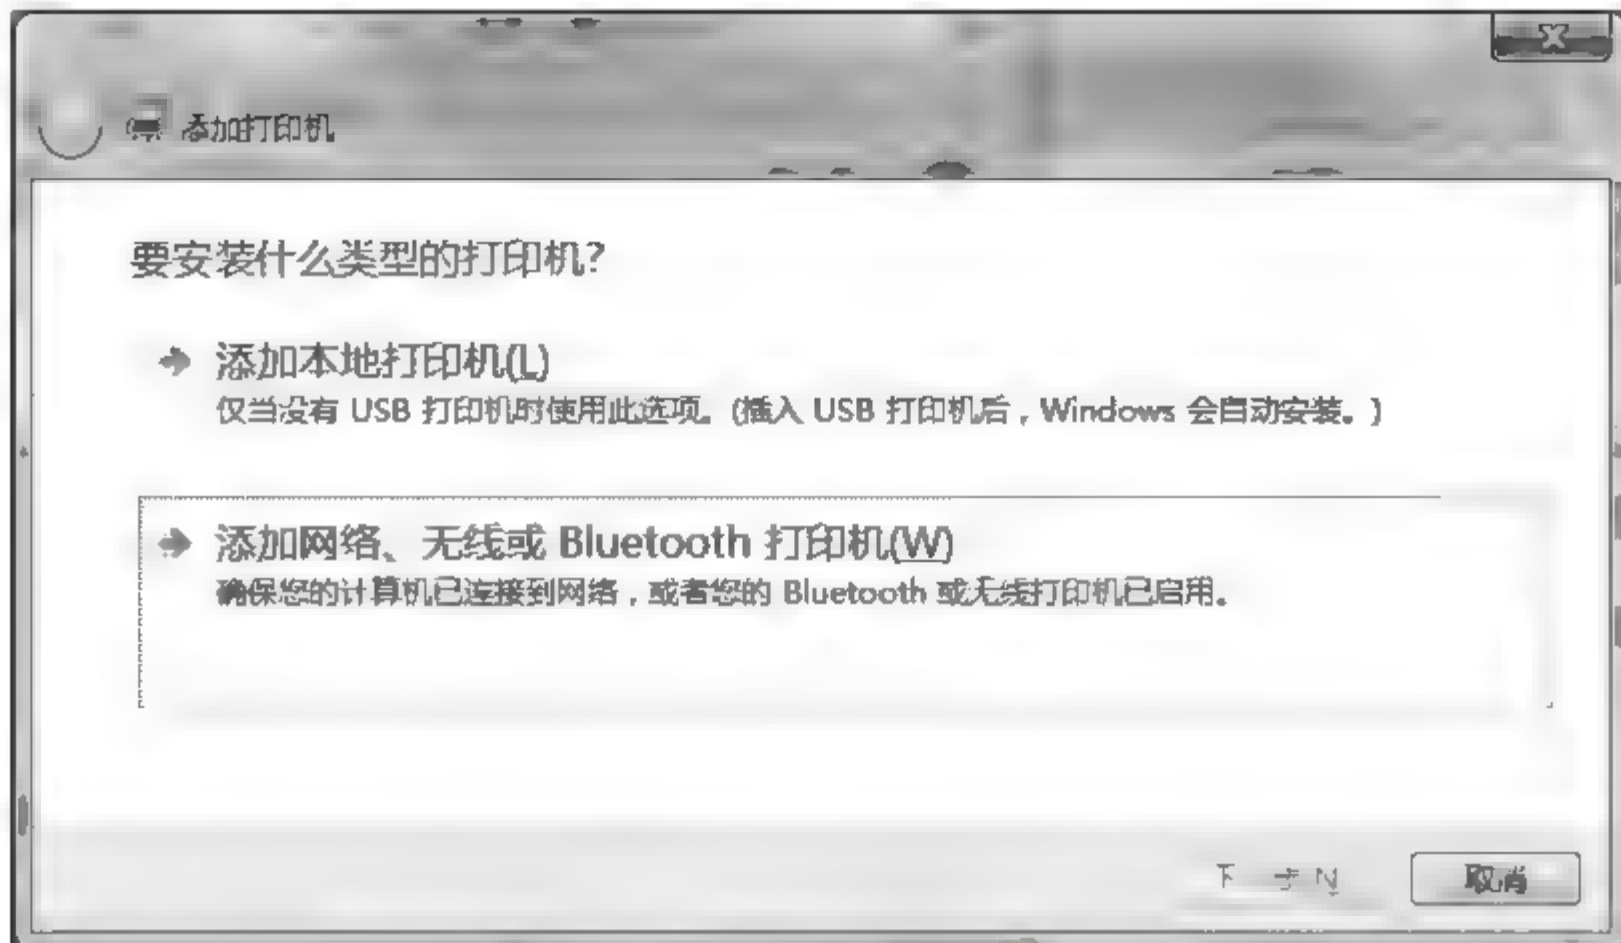 添加打印机
要安装什么类型的打印机?
添加本地打印机(L)
仅当没有 USB 打印机时使用此选项。(插入 USB 打印机后，Windows 会自动安装。)
添加网络、无线或 Bluetooth 打印机(W)
确保您的计算机已连接到网络，或者您的 Bluetooth 或无线打印机已启用。
取消